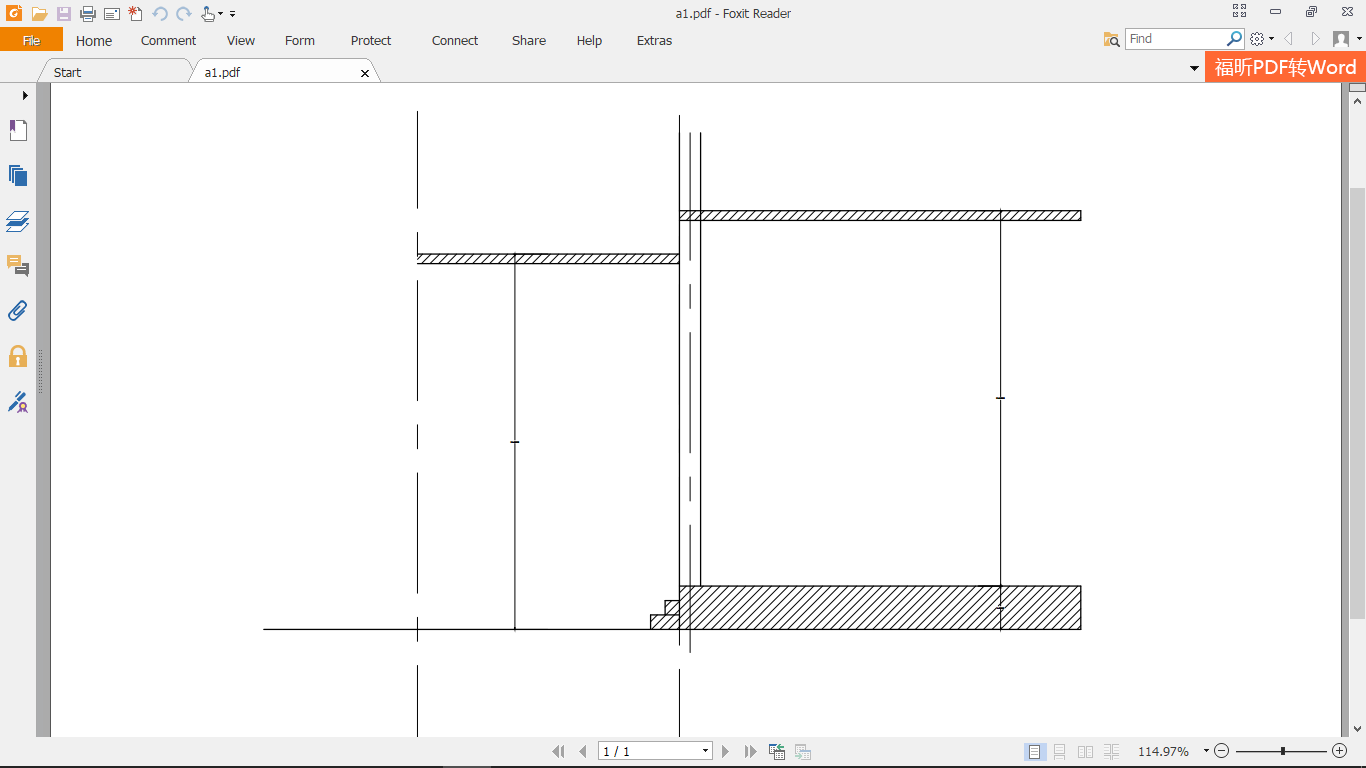 a1.pdf - Foxit Reader
File Home Comment View Form Protect Connect Share Help Extras
Find
Start
a1.pdf
福昕PDF转Word
1 / 1
114.97%